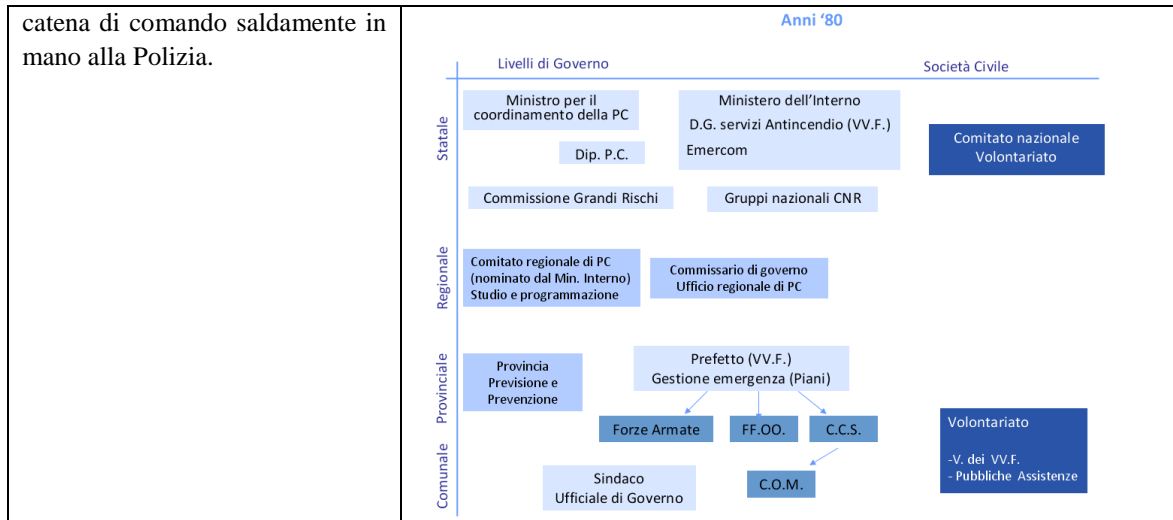 catena di comando saldamente in
mano alla Polizia.
Anni ‘80
Livelli di Governo
Società Civile
Statale
Ministro per il
coordinamento della PC
Dip. P.C.
Ministero dell’Interno
D.G. servizi Antincendio (VV.F.)
Emercom
Comitato nazionale
Volontariato
Commissione Grandi Rischi
Gruppi nazionali CNR
Regionale
Comitato regionale di PC
(nominato dal Min. Interno)
Studio e programmazione
Commissario di governo
Ufficio regionale di PC
Provinciale
Provincia
Previsione e
Prevenzione
Prefetto (VV.F.)
Gestione emergenza (Piani)
Forze Armate
FF.OO.
C.C.S.
Comunale
Sindaco
Ufficiale di Governo
C.O.M.
Volontariato
-V. dei VV.F.
- Pubbliche Assistenze